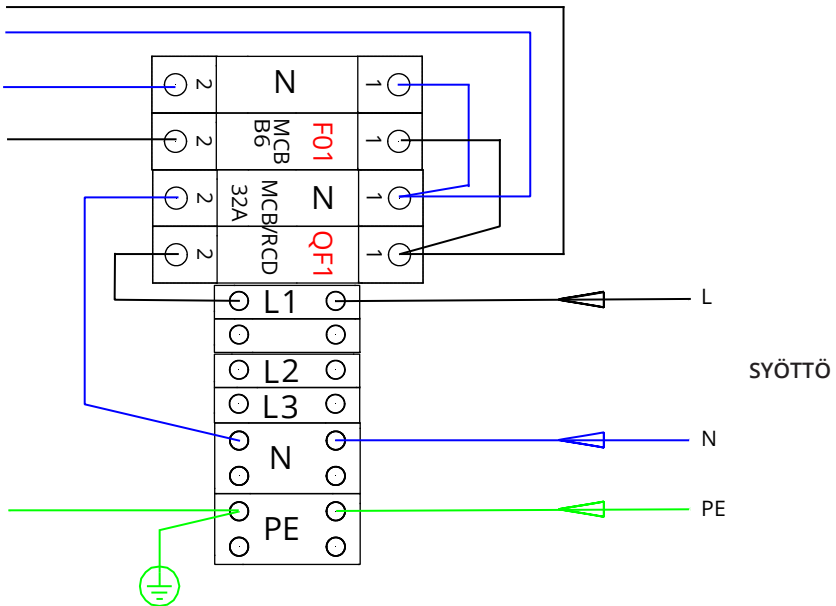 2 N 1
2 MCB B6 F01 1
2 MCB/RCD 32A N 1
2 QF1 1
L1 L
L2 SYÖTTÖ
L3
N N
PE PE